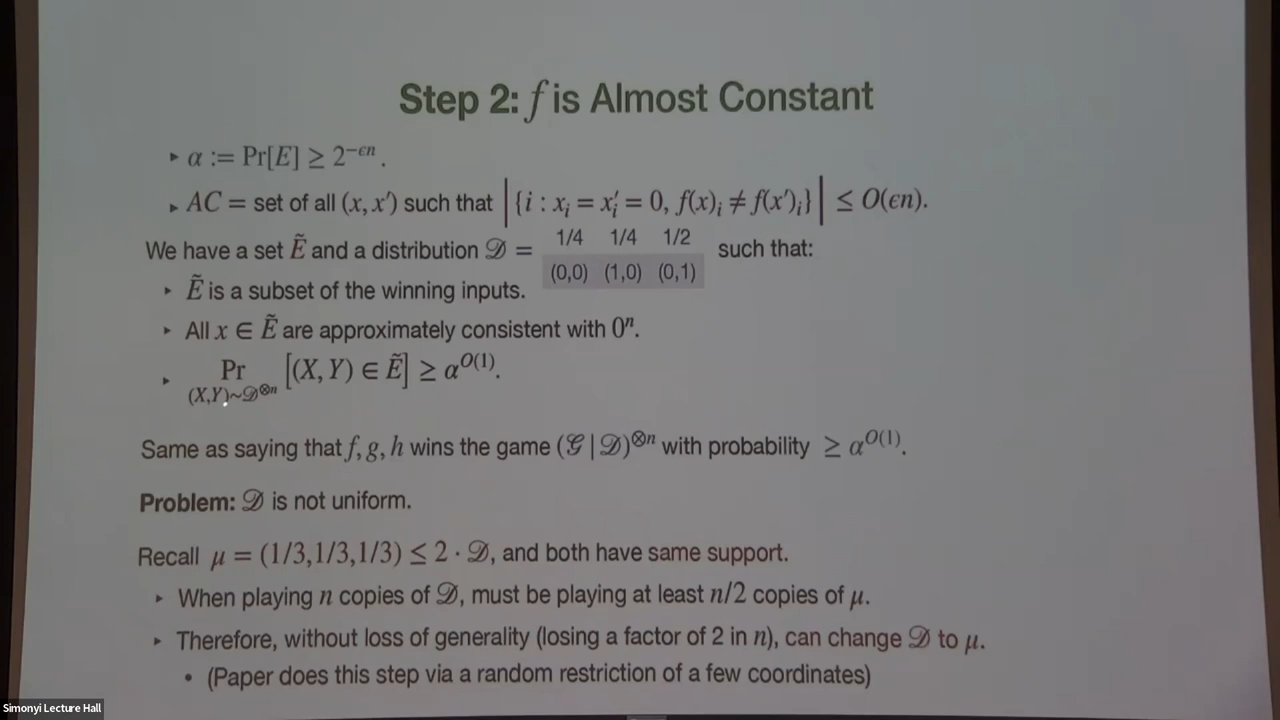 Step 2: f is Almost Constant
▸ α := Pr[E] ≥ 2^{-ϵn}.
▸ AC = set of all (x, x′) such that |{i : x_i = x′_i = 0, f(x)_i ≠ f(x′)_i}| ≤ O(ϵn).
1/4 1/4 1/2
We have a set Ẽ and a distribution 𝒟 = such that:
(0,0) (1,0) (0,1)
▸ Ẽ is a subset of the winning inputs.
▸ All x ∈ Ẽ are approximately consistent with 0^n.
▸ Pr_{(X,Y)~𝒟^{⊗n}} [(X, Y) ∈ Ẽ] ≥ α^{O(1)}.
Same as saying that f, g, h wins the game (𝒢 | 𝒟)^{⊗n} with probability ≥ α^{O(1)}.
Problem: 𝒟 is not uniform.
Recall μ = (1/3,1/3,1/3) ≤ 2 · 𝒟, and both have same support.
▸ When playing n copies of 𝒟, must be playing at least n/2 copies of μ.
▸ Therefore, without loss of generality (losing a factor of 2 in n), can change 𝒟 to μ.
• (Paper does this step via a random restriction of a few coordinates)
Simonyi Lecture Hall